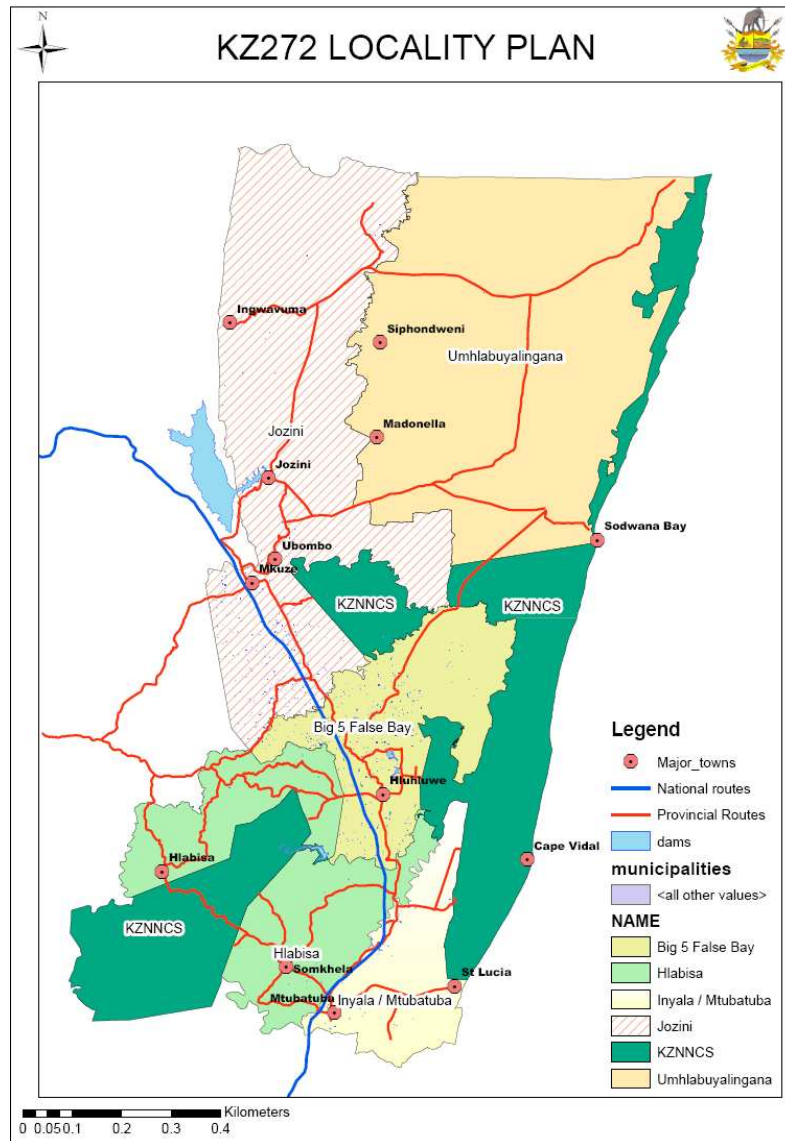 N
KZ272 LOCALITY PLAN
Ingwavuma
Siphondweni
Umhlabuyalingana
Jozini
Madonella
Jozini
Sodwana Bay
Ubombo
Mkuze
KZNNCS
KZNNCS
Big 5 False Bay
Hluhluwe
Cape Vidal
Hlabisa
KZNNCS
Hlabisa
Somkhela
St Lucia
Mtubatuba
Inyala / Mtubatuba
Legend
Major_towns
National routes
Provincial Routes
dams
municipalities
<all other values>
NAME
Big 5 False Bay
Hlabisa
Inyala / Mtubatuba
Jozini
KZNNCS
Umhlabuyalingana
Kilometers
0 0.05 0.1 0.2 0.3 0.4